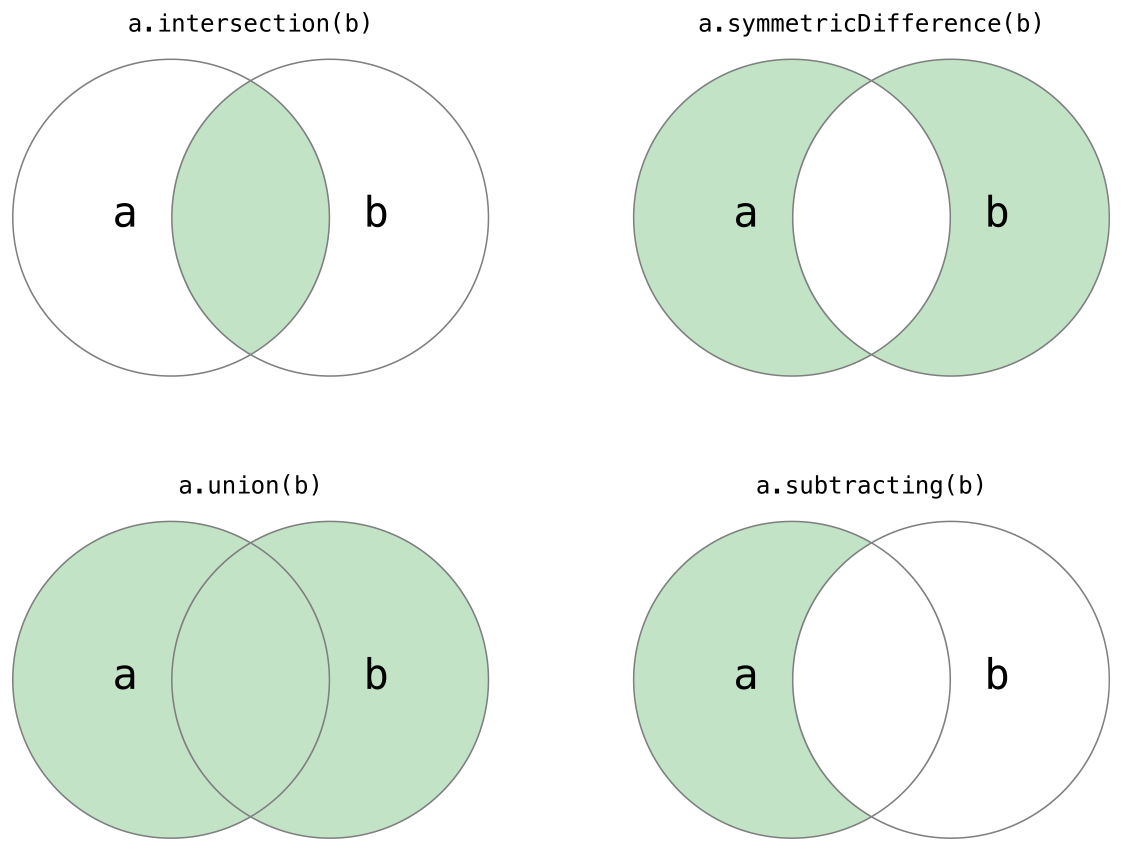 a.intersection(b)
a.symmetricDifference(b)
a
b
a
b
a.union(b)
a.subtracting(b)
a
b
a
b